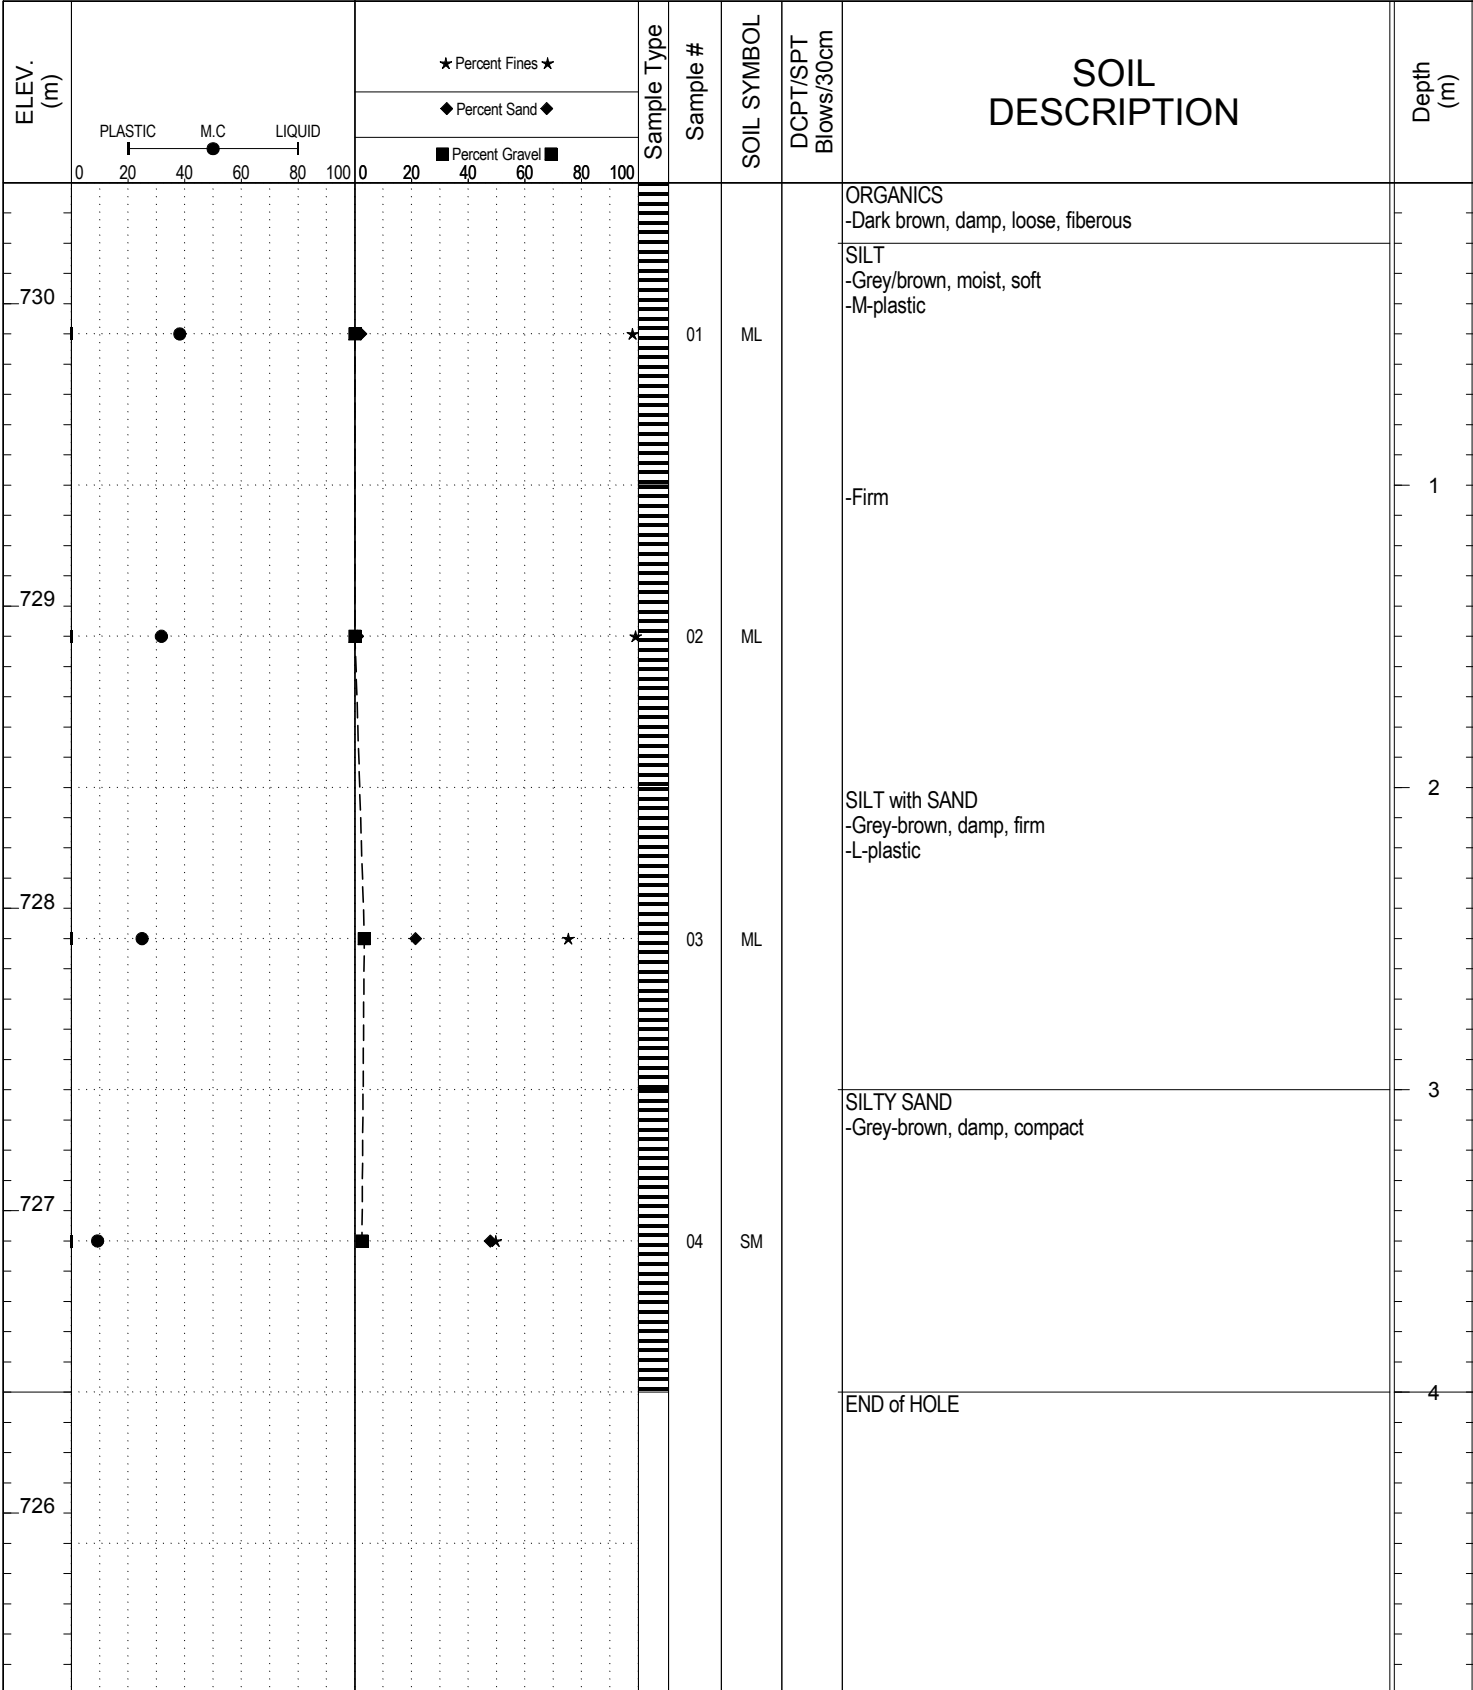 ELEV.
(m)
PLASTIC M.C LIQUID
0 20 40 60 80 100
★ Percent Fines ★
◆ Percent Sand ◆
■ Percent Gravel ■
0 20 40 60 80 100
Sample Type
Sample #
SOIL SYMBOL
DCPT/SPT
Blows/30cm
SOIL
DESCRIPTION
Depth
(m)
ORGANICS
-Dark brown, damp, loose, fiberous
SILT
-Grey/brown, moist, soft
730
-M-plastic
01 ML
-Firm
1
729
02 ML
2
SILT with SAND
-Grey-brown, damp, firm
-L-plastic
728
03 ML
3
SILTY SAND
-Grey-brown, damp, compact
727
04 SM
4
END of HOLE
726